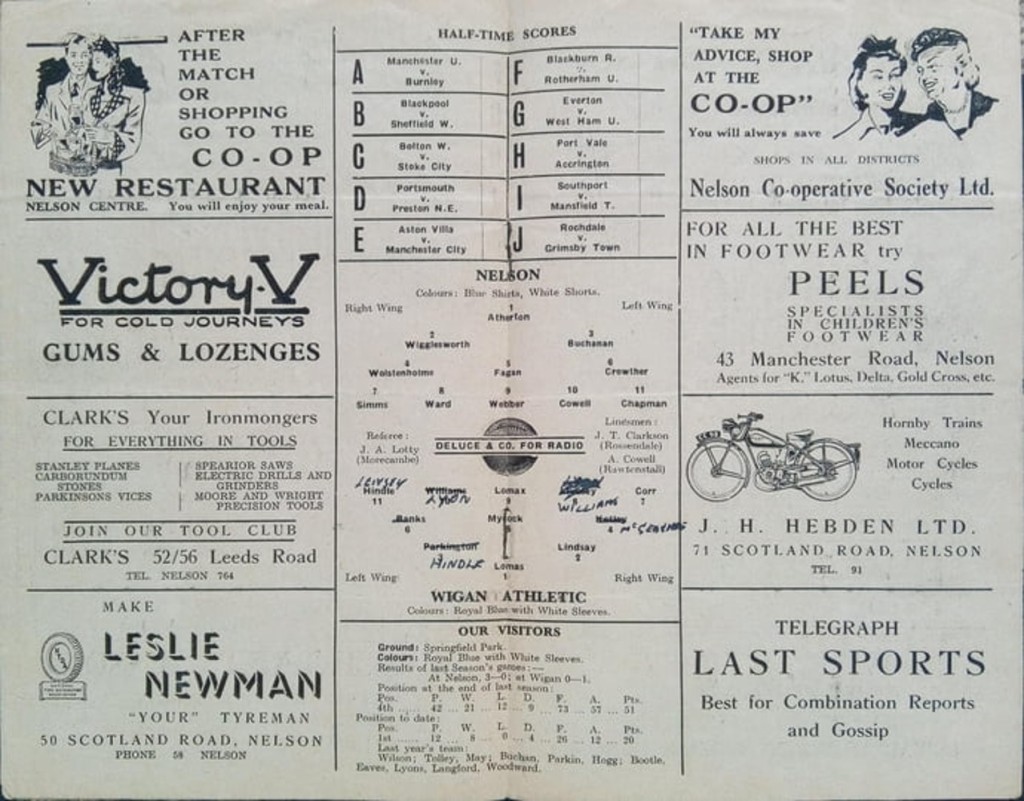 AFTER
THE
MATCH
OR
SHOPPING
GO TO THE
CO-OP
NEW RESTAURANT
NELSON CENTRE. You will enjoy your meal.
Victory-V
FOR COLD JOURNEYS
GUMS & LOZENGES
CLARK'S Your Ironmongers
FOR EVERYTHING IN TOOLS
STANLEY PLANES
CARBORUNDUM
STONES
PARKINSONS VICES
SPEARIOR SAWS
ELECTRIC DRILLS AND
GRINDERS
MOORE AND WRIGHT
PRECISION TOOLS
JOIN OUR TOOL CLUB
CLARK'S 52/56 Leeds Road
TEL. NELSON 764
MAKE
LESLIE
NEWMAN
"YOUR" TYREMAN
50 SCOTLAND ROAD, NELSON
PHONE 58 NELSON
HALF-TIME SCORES
A Manchester U.
v.
Burnley
B Blackpool
v.
Sheffield W.
C Bolton W.
v.
Stoke City
D Portsmouth
v.
Preston N.E.
E Aston Villa
v.
Manchester City
F Blackburn R.
v.
Rotherham U.
G Everton
v.
West Ham U.
H Port Vale
v.
Accrington
I Southport
v.
Mansfield T.
J Rochdale
v.
Grimsby Town
NELSON
Colours: Blue Shirts, White Shorts.
Right Wing Left Wing
1
Atherton
2 3
Wigglesworth Buchanan
4 5 6
Wolstenholme Fagan Crewther
7 8 9 10 11
Simms Ward Webber Cowell Chapman
Referee:
J. A. Lotty
(Morecambe)
DELUCE & CO. FOR RADIO
Linesmen:
J. T. Clarkson
(Rossendale)
A. Cowell
(Rawtenstall)
LEIVSEY
Hindle Williams Lomax Corr
11 LYON 9 8 WILLIAMS 7
Banks Mycock
6 4 McGEACHIE
Parkington Lindsay
3 2
HINDLE Lomas
1
Left Wing Right Wing
WIGAN ATHLETIC
Colours: Royal Blue with White Sleeves.
OUR VISITORS
Ground: Springfield Park.
Colours: Royal Blue with White Sleeves.
Results of last Season's games:—
At Nelson, 3—0; at Wigan 0—1.
Position at the end of last season:
Pos. P. W. L. D. F. A. Pts.
4th ...... 42 ... 21 ... 12 ... 9 ... 73 ... 57 ... 51
Position to date:
Pos. P. W. L. D. F. A. Pts.
1st ...... 12 ... 8 ... 0 ... 4 ... 26 ... 12 ... 20
Last year's team:
Wilson; Tolley, May; Buchan, Parkin, Hogg; Bootle,
Eaves, Lyons, Langford, Woodward.
"TAKE MY
ADVICE, SHOP
AT THE
CO-OP"
You will always save
SHOPS IN ALL DISTRICTS
Nelson Co-operative Society Ltd.
FOR ALL THE BEST
IN FOOTWEAR try
PEELS
SPECIALISTS
IN CHILDREN'S
FOOTWEAR
43 Manchester Road, Nelson
Agents for "K," Lotus, Delta, Gold Cross, etc.
Hornby Trains
Meccano
Motor Cycles
Cycles
J. H. HEBDEN LTD.
71 SCOTLAND ROAD, NELSON
TEL. 91
TELEGRAPH
LAST SPORTS
Best for Combination Reports
and Gossip